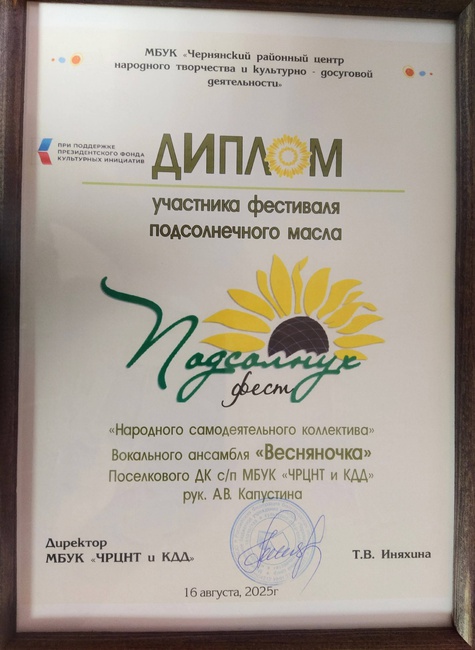 МБУК «Чернянский районный центр
народного творчества и культурно - досуговой
деятельности»
ПРИ ПОДДЕРЖКЕ
ПРЕЗИДЕНТСКОГО ФОНДА
КУЛЬТУРНЫХ ИНИЦИАТИВ
ДИПЛОМ
участника фестиваля
подсолнечного масла
Подсолнух
фест
«Народного самодеятельного коллектива»
Вокального ансамбля «Весняночка»
Поселкового ДК с/п МБУК «ЧРЦНТ и КДД»
рук. А.В. Капустина
Директор
МБУК «ЧРЦНТ и КДД»
Т.В. Иняхина
16 августа, 2025г